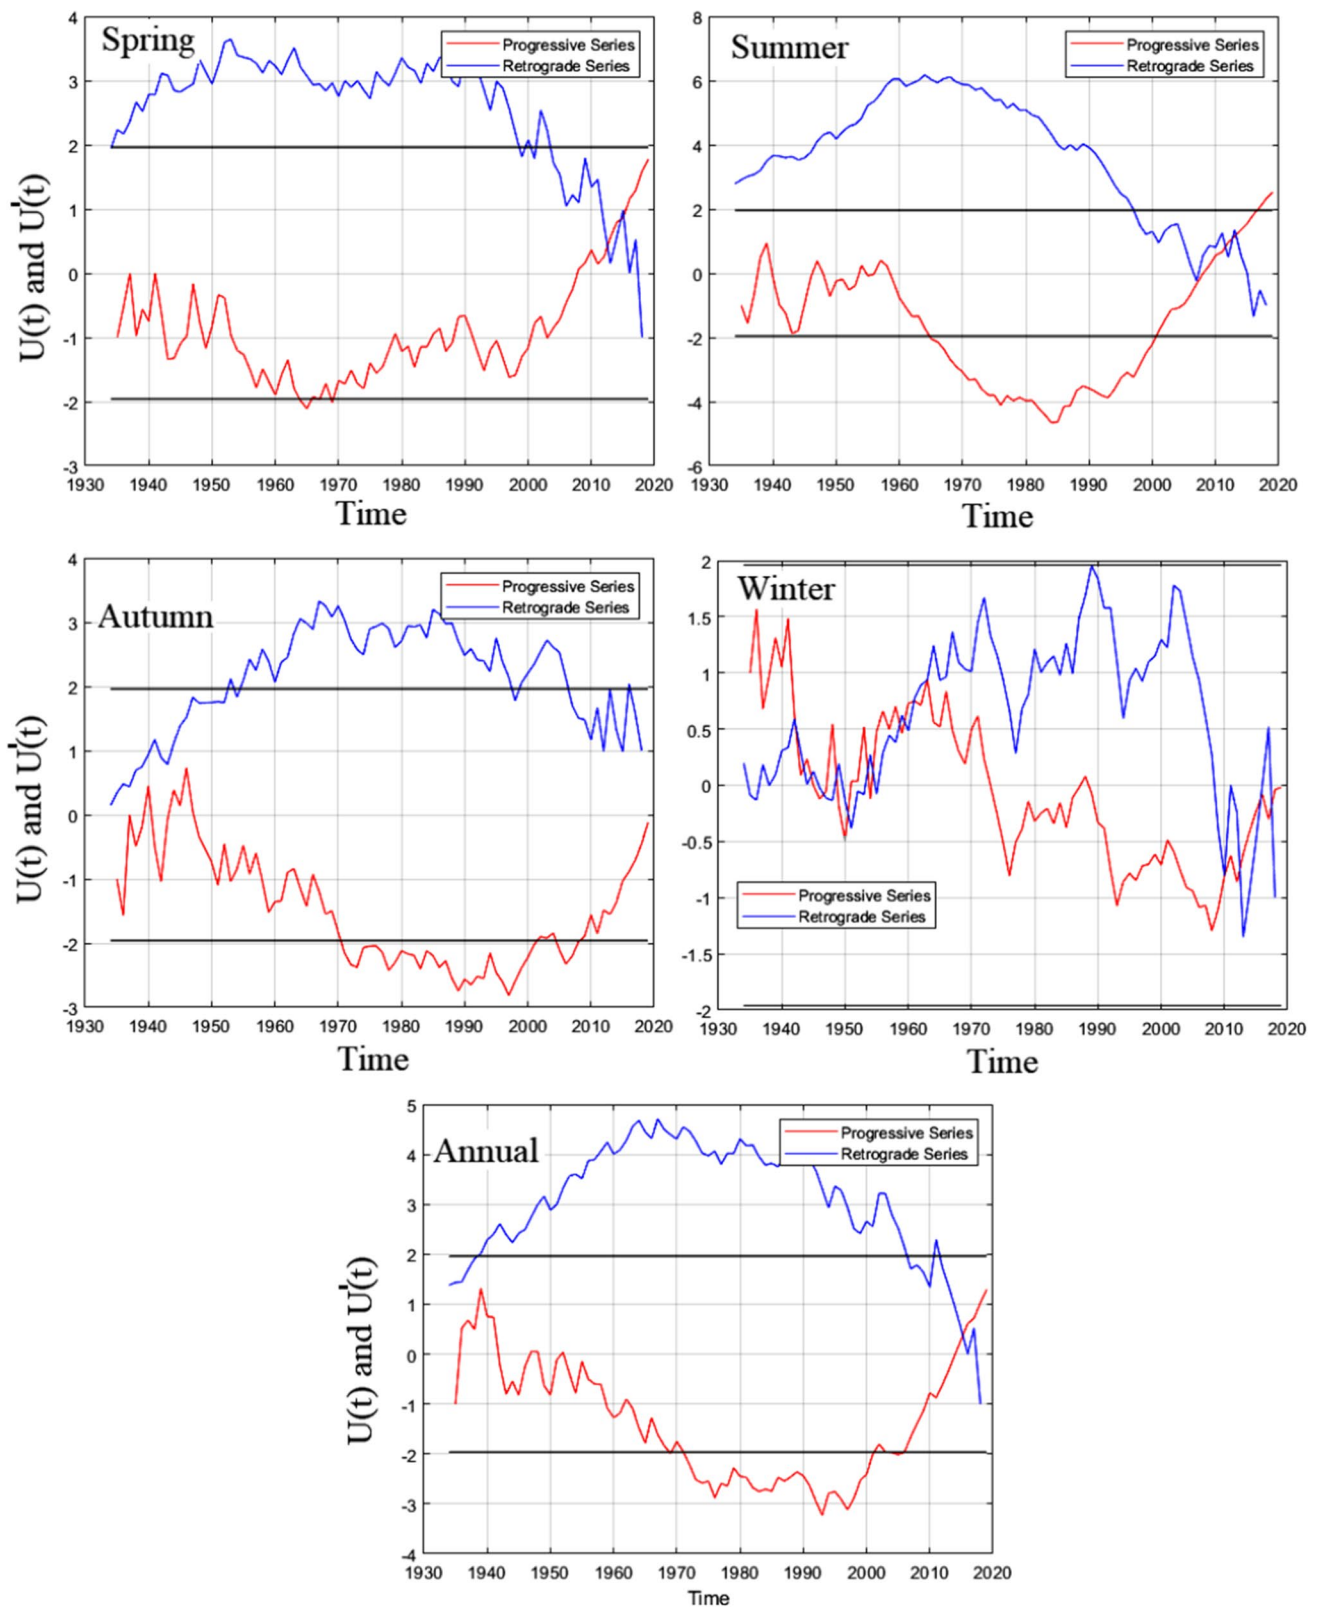 Spring
Progressive Series
Retrograde Series
4
3
2
1
0
-1
-2
-3
U(t) and U'(t)
1930 1940 1950 1960 1970 1980 1990 2000 2010 2020
Time
Summer
Progressive Series
Retrograde Series
8
6
4
2
0
-2
-4
-6
1930 1940 1950 1960 1970 1980 1990 2000 2010 2020
Time
Autumn
Progressive Series
Retrograde Series
4
3
2
1
0
-1
-2
-3
U(t) and U'(t)
1930 1940 1950 1960 1970 1980 1990 2000 2010 2020
Time
Winter
2
1.5
1
0.5
0
-0.5
-1
-1.5
-2
Progressive Series
Retrograde Series
1930 1940 1950 1960 1970 1980 1990 2000 2010 2020
Time
Annual
Progressive Series
Retrograde Series
5
4
3
2
1
0
-1
-2
-3
-4
U(t) and U'(t)
1930 1940 1950 1960 1970 1980 1990 2000 2010 2020
Time